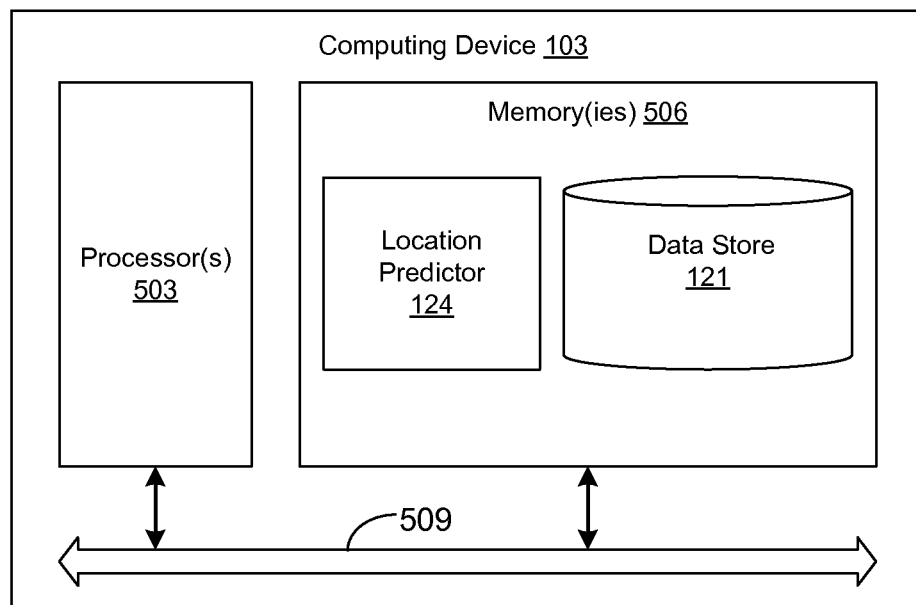 Computing Device 103
Memory(ies) 506
Processor(s)
503
Location
Predictor
124
Data Store
121
509